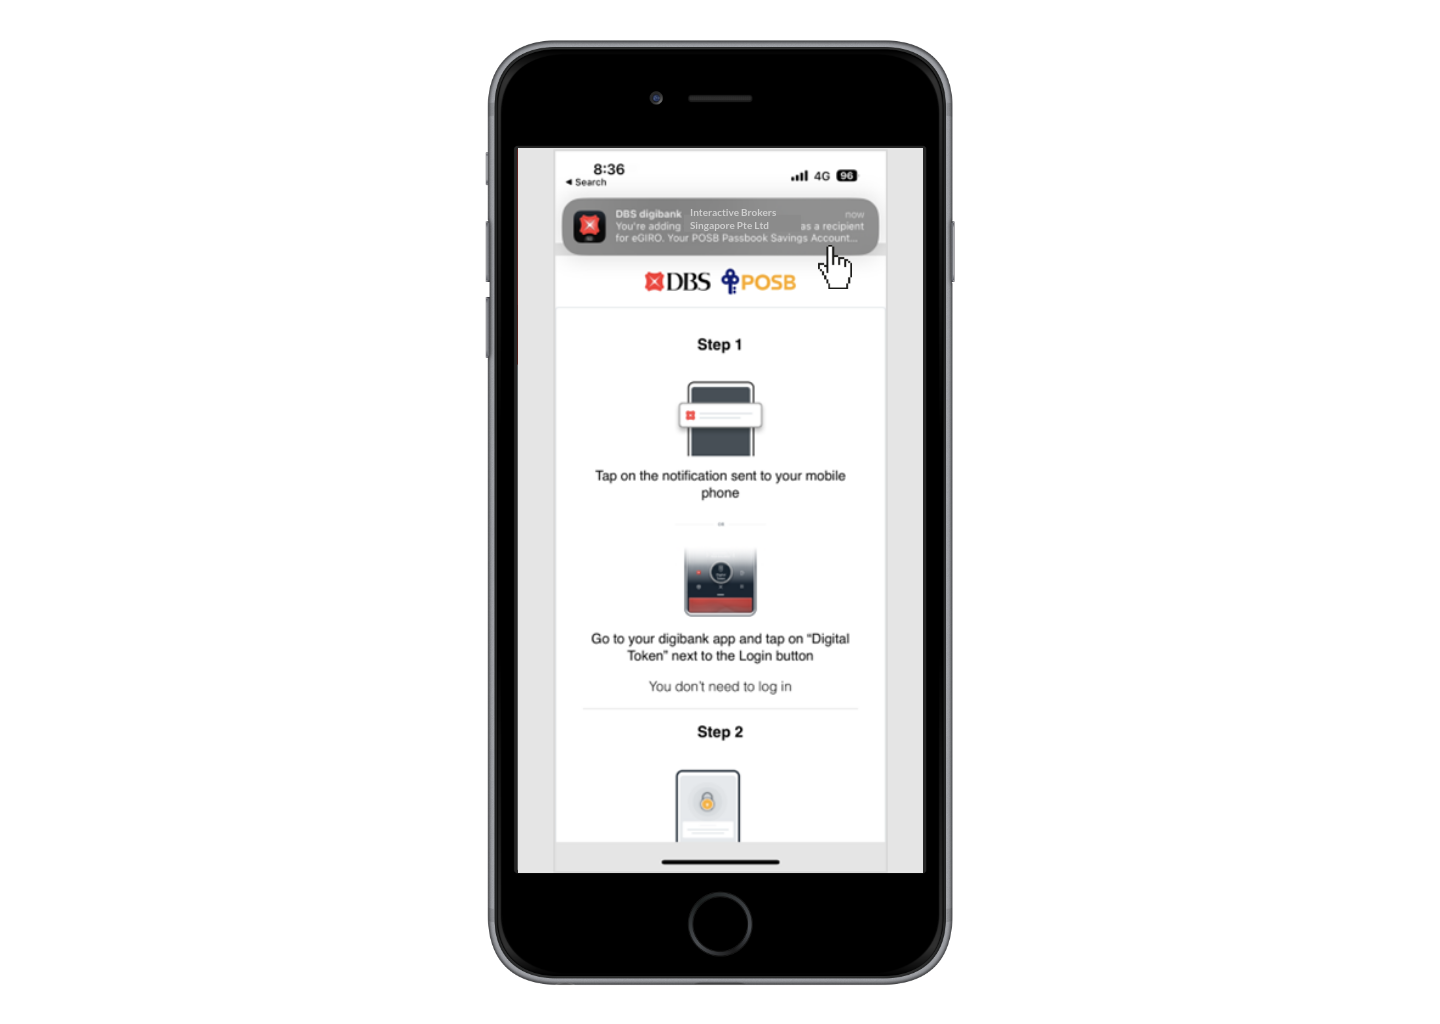 8:36
Search
4G 96
DBS digibank Interactive Brokers now
You're adding Singapore Pte Ltd as a recipient
for eGIRO. Your POSB Passbook Savings Account...
DBS POSB
Step 1
Tap on the notification sent to your mobile
phone
Go to your digibank app and tap on “Digital
Token” next to the Login button
You don't need to log in
Step 2